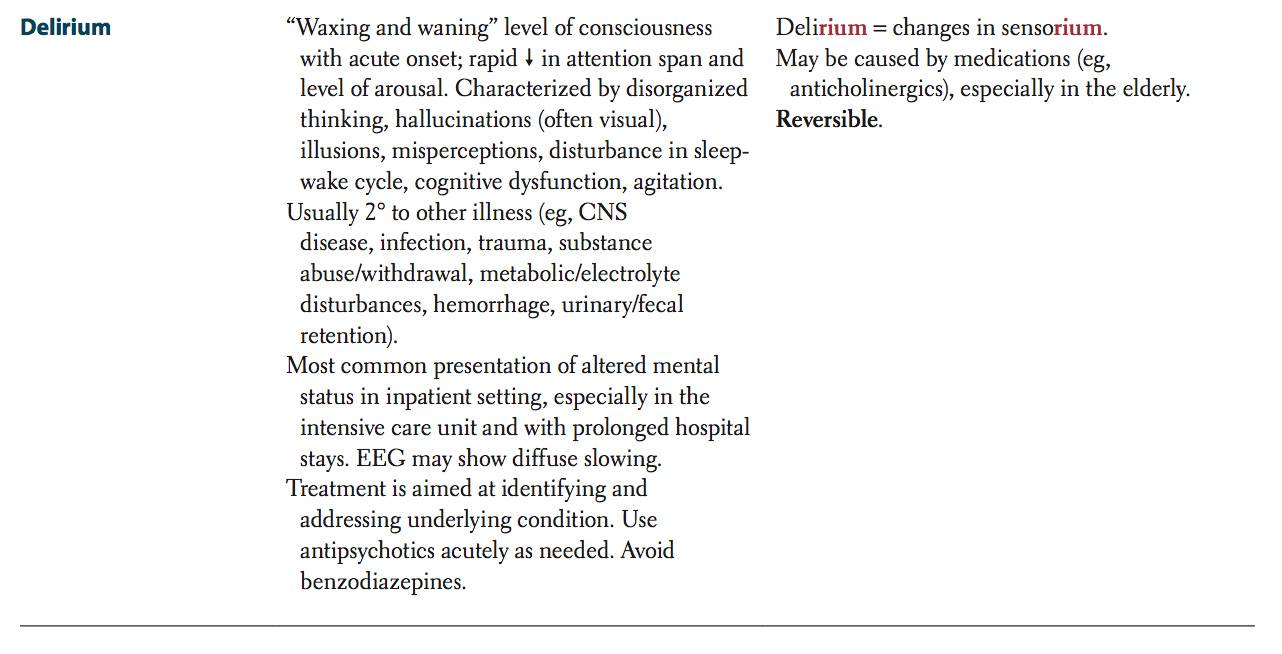 Delirium
“Waxing and waning” level of consciousness
with acute onset; rapid ↓ in attention span and
level of arousal. Characterized by disorganized
thinking, hallucinations (often visual),
illusions, misperceptions, disturbance in sleep-
wake cycle, cognitive dysfunction, agitation.
Usually 2° to other illness (eg, CNS
disease, infection, trauma, substance
abuse/withdrawal, metabolic/electrolyte
disturbances, hemorrhage, urinary/fecal
retention).
Most common presentation of altered mental
status in inpatient setting, especially in the
intensive care unit and with prolonged hospital
stays. EEG may show diffuse slowing.
Treatment is aimed at identifying and
addressing underlying condition. Use
antipsychotics acutely as needed. Avoid
benzodiazepines.
Delirium = changes in sensorium.
May be caused by medications (eg,
anticholinergics), especially in the elderly.
Reversible.